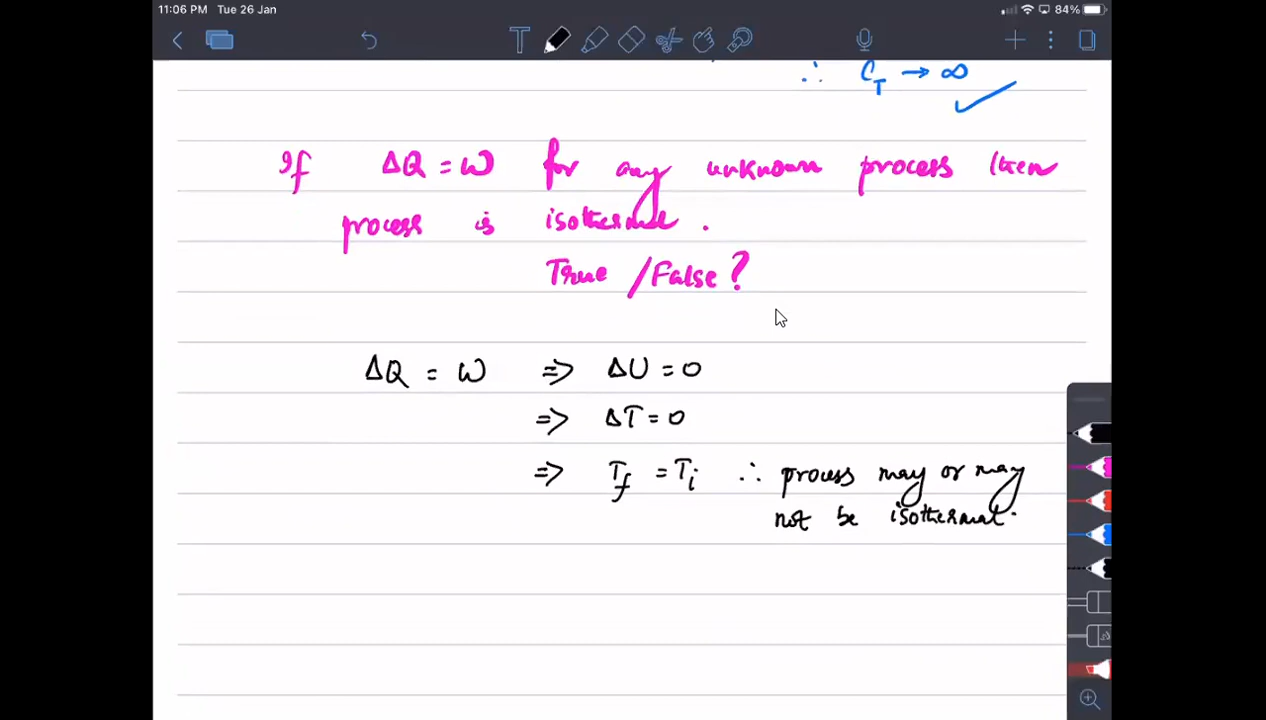 11:06 PM Tue 26 Jan 84%
∴ C_T → ∞
If ΔQ = W for any unknown process then
process is isothermal.
True /False?
ΔQ = W ⇒ ΔU = 0
⇒ ΔT = 0
⇒ T_f = T_i ∴ process may or may
not be isothermal.